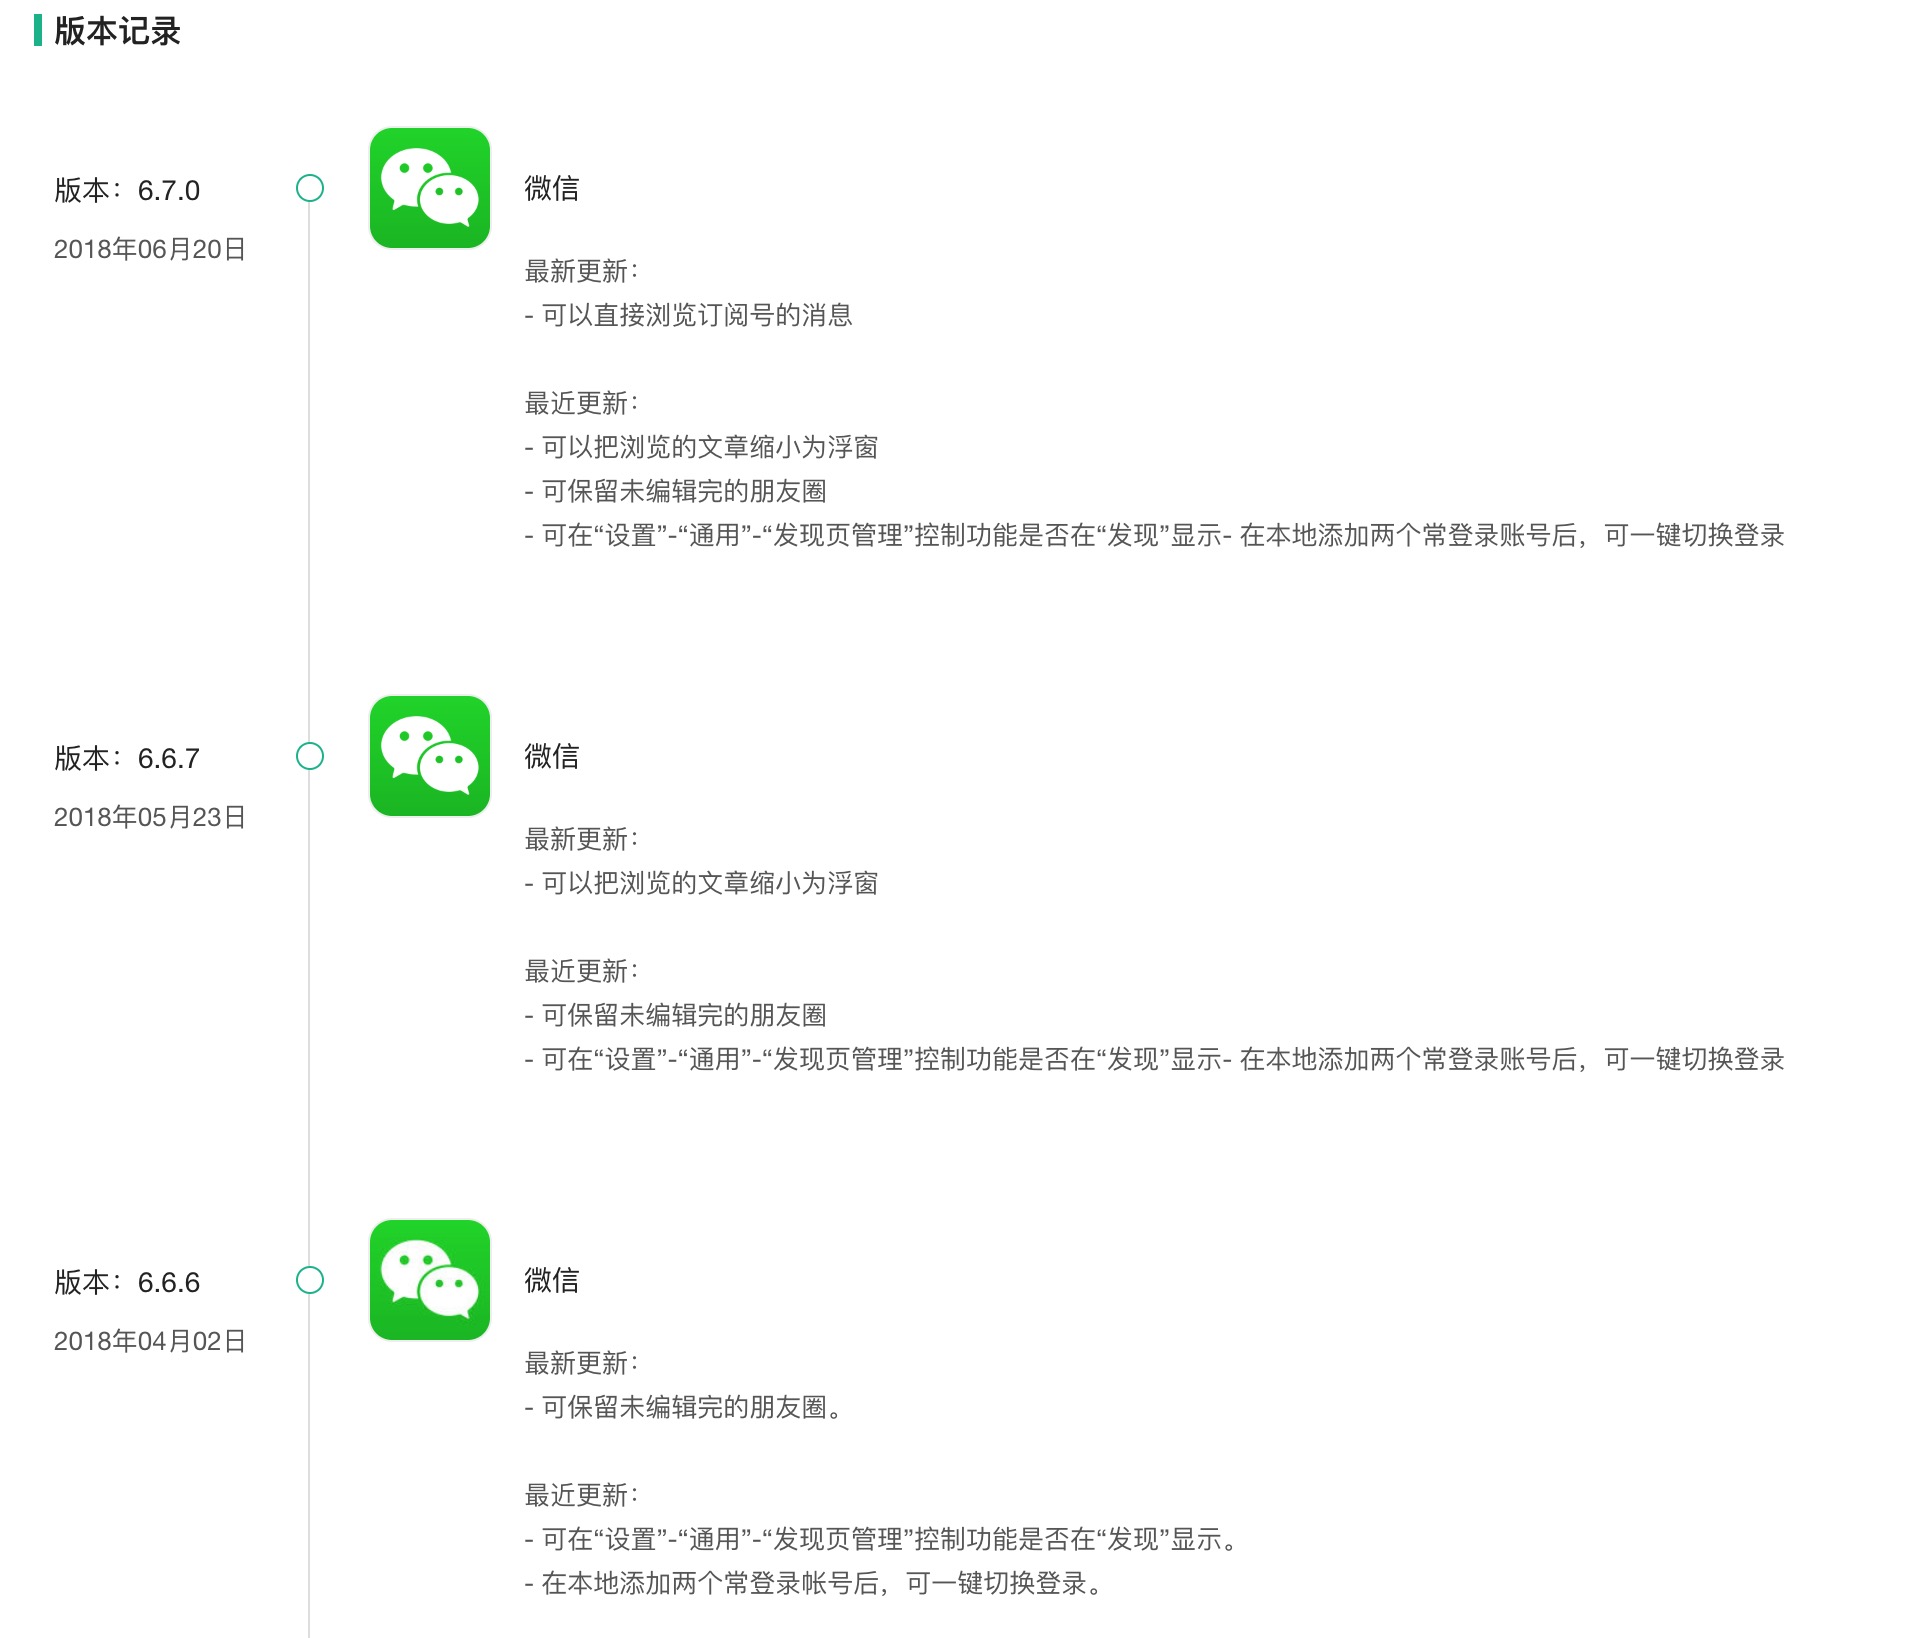 版本记录
版本：6.7.0
2018年06月20日
微信
最新更新：
- 可以直接浏览订阅号的消息
最近更新：
- 可以把浏览的文章缩小为浮窗
- 可保留未编辑完的朋友圈
- 可在“设置”-“通用”-“发现页管理”控制功能是否在“发现”显示- 在本地添加两个常登录账号后，可一键切换登录
版本：6.6.7
2018年05月23日
微信
最新更新：
- 可以把浏览的文章缩小为浮窗
最近更新：
- 可保留未编辑完的朋友圈
- 可在“设置”-“通用”-“发现页管理”控制功能是否在“发现”显示- 在本地添加两个常登录账号后，可一键切换登录
版本：6.6.6
2018年04月02日
微信
最新更新：
- 可保留未编辑完的朋友圈。
最近更新：
- 可在“设置”-“通用”-“发现页管理”控制功能是否在“发现”显示。
- 在本地添加两个常登录帐号后，可一键切换登录。